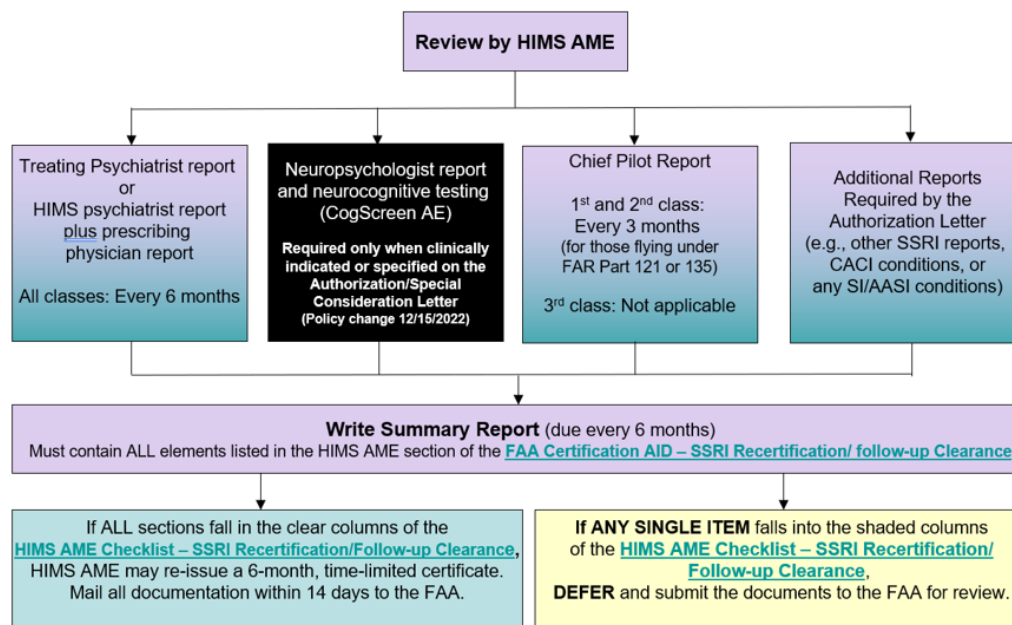 Review by HIMS AME
Treating Psychiatrist report
or
HIMS psychiatrist report
plus prescribing
physician report
All classes: Every 6 months
Neuropsychologist report
and neurocognitive testing
(CogScreen AE)
Required only when clinically
indicated or specified on the
Authorization/Special
Consideration Letter
(Policy change 12/15/2022)
Chief Pilot Report
1st and 2nd class:
Every 3 months
(for those flying under
FAR Part 121 or 135)
3rd class: Not applicable
Additional Reports
Required by the
Authorization Letter
(e.g., other SSRI reports,
CACI conditions, or
any SI/AASI conditions)
Write Summary Report (due every 6 months)
Must contain ALL elements listed in the HIMS AME section of the FAA Certification AID – SSRI Recertification/ follow-up Clearance
If ALL sections fall in the clear columns of the
HIMS AME Checklist – SSRI Recertification/Follow-up Clearance,
HIMS AME may re-issue a 6-month, time-limited certificate.
Mail all documentation within 14 days to the FAA.
If ANY SINGLE ITEM falls into the shaded columns
of the HIMS AME Checklist – SSRI Recertification/
Follow-up Clearance,
DEFER and submit the documents to the FAA for review.